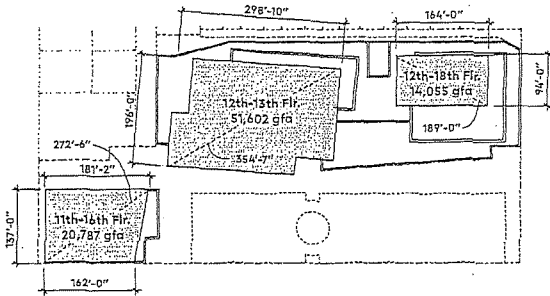 298'-10"
164'-0"
12th-13th Flr.
51,602 gfa
12th-18th Flr.
14,055 gfa
94'-0"
196'-0"
189'-0"
354'-7"
272'-6"
181'-2"
11th-16th Flr.
20,787 gfa
137'-0"
162'-0"